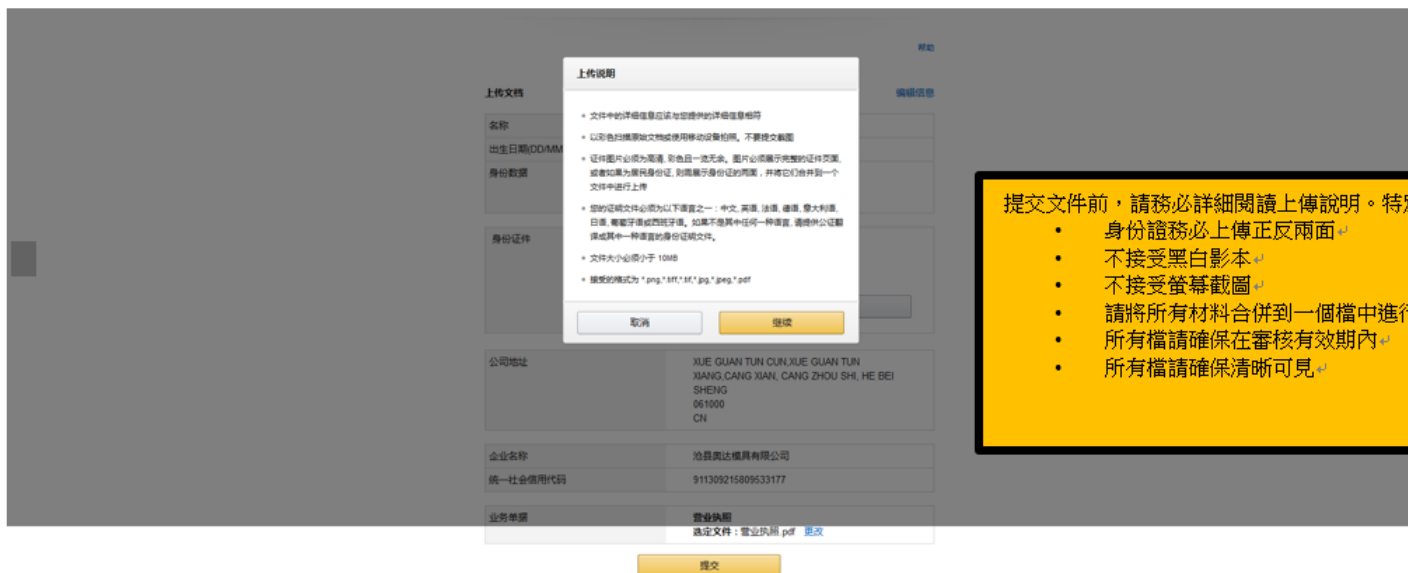 帮助
上传说明
上传文档
编辑信息
名称
出生日期(DD/MM
身份数据
身份证件
• 文件中的详细信息应该与您提供的详细信息相符
• 以彩色扫描原始文档或使用移动设备拍照。不要提交截图
• 证件图片必须为高清, 彩色且一览无余。图片必须展示完整的证件页面,
或者如果为居民身份证, 则需展示身份证的两面,并将它们合并到一个
文件中进行上传
• 您的证明文件必须为以下语言之一:中文, 英语, 法语, 德语, 意大利语,
日语, 葡萄牙语或西班牙语。如果不是其中任何一种语言, 请提供公证翻
译成其中一种语言的身份证明文件。
• 文件大小必须小于 10MB
• 接受的格式为 *.png,*.tiff,*.tif,*.jpg,*.jpeg,*.pdf
取消
继续
公司地址
XUE GUAN TUN CUN,XUE GUAN TUN
XIANG,CANG XIAN, CANG ZHOU SHI, HE BEI
SHENG
061000
CN
企业名称
沧县奥达模具有限公司
统一社会信用代码
911309215809533177
业务单据
营业执照
选定文件:营业执照.pdf 更改
提交
提交文件前,請務必詳細閱讀上傳說明。特別
• 身份證務必上傳正反兩面
• 不接受黑白影本
• 不接受螢幕截圖
• 請將所有材料合併到一個檔中進行
• 所有檔請確保在審核有效期內
• 所有檔請確保清晰可見